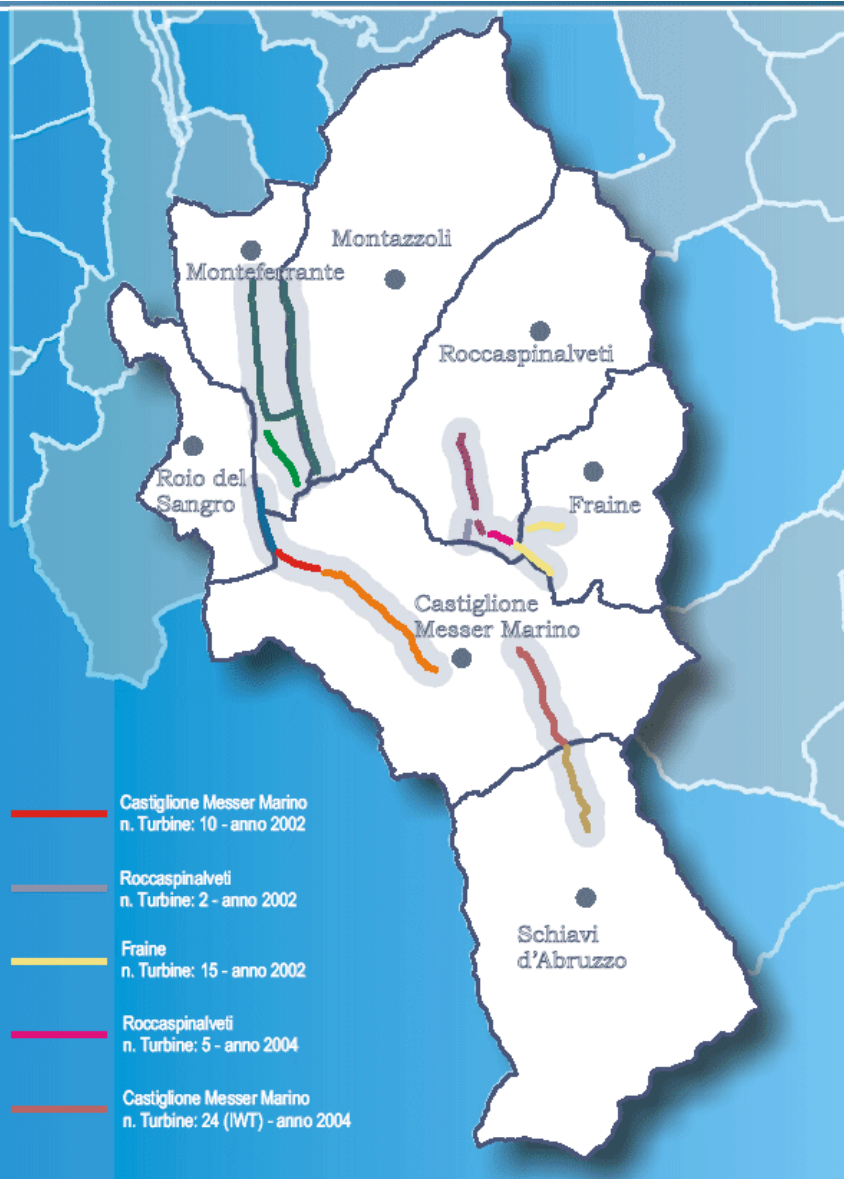 Montazzoli
Monteferrante
Roccaspinalveti
Roio del
Sangro
Fraine
Castiglione
Messer Marino
Schiavi
d'Abruzzo
Castiglione Messer Marino
n. Turbine: 10 - anno 2002
Roccaspinalveti
n. Turbine: 2 - anno 2002
Fraine
n. Turbine: 15 - anno 2002
Roccaspinalveti
n. Turbine: 5 - anno 2004
Castiglione Messer Marino
n. Turbine: 24 (IWT) - anno 2004